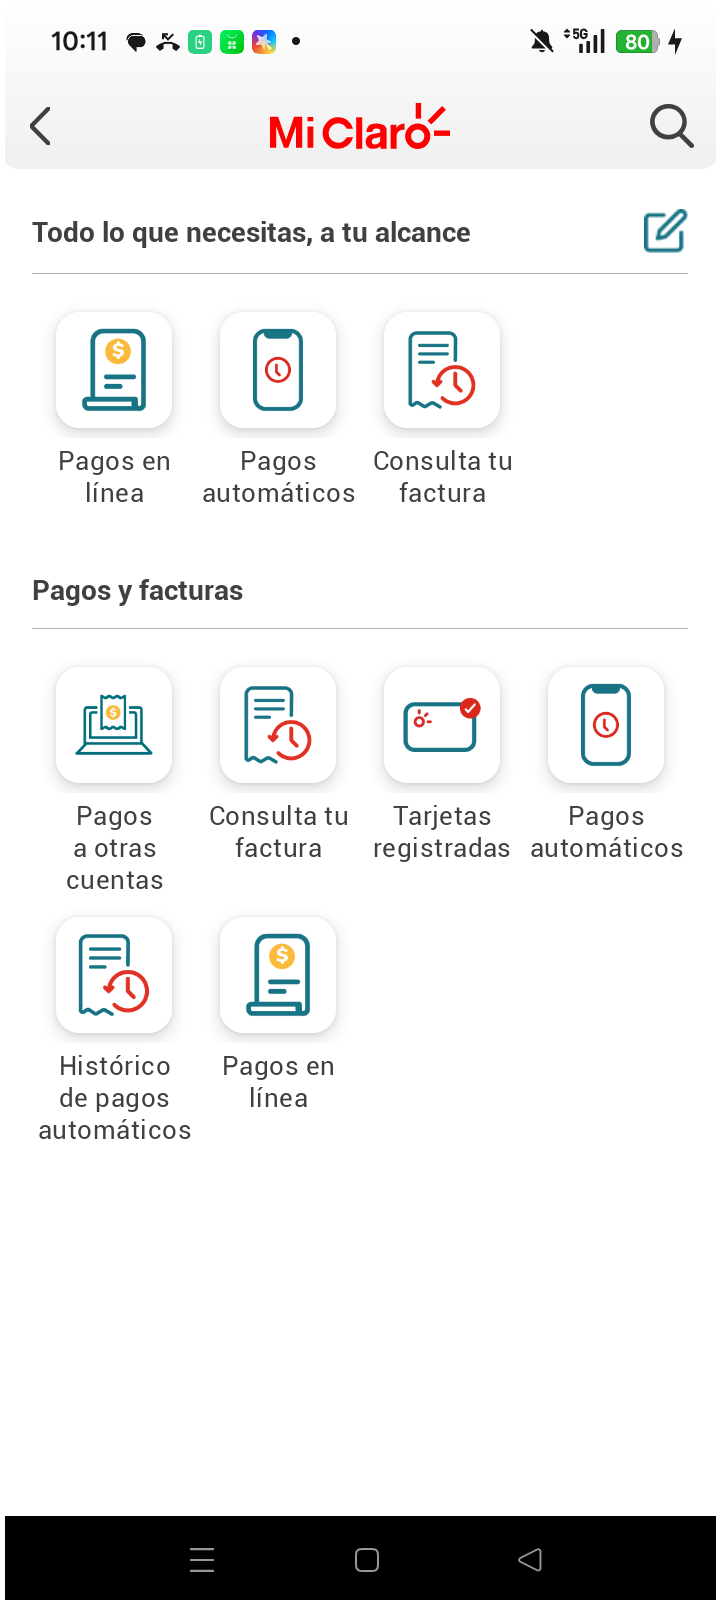 10:11
5G
80
Mi Claro
Todo lo que necesitas, a tu alcance
Pagos en
línea
Pagos
automáticos
Consulta tu
factura
Pagos y facturas
Pagos
a otras
cuentas
Consulta tu
factura
Tarjetas
registradas
Pagos
automáticos
Histórico
de pagos
automáticos
Pagos en
línea